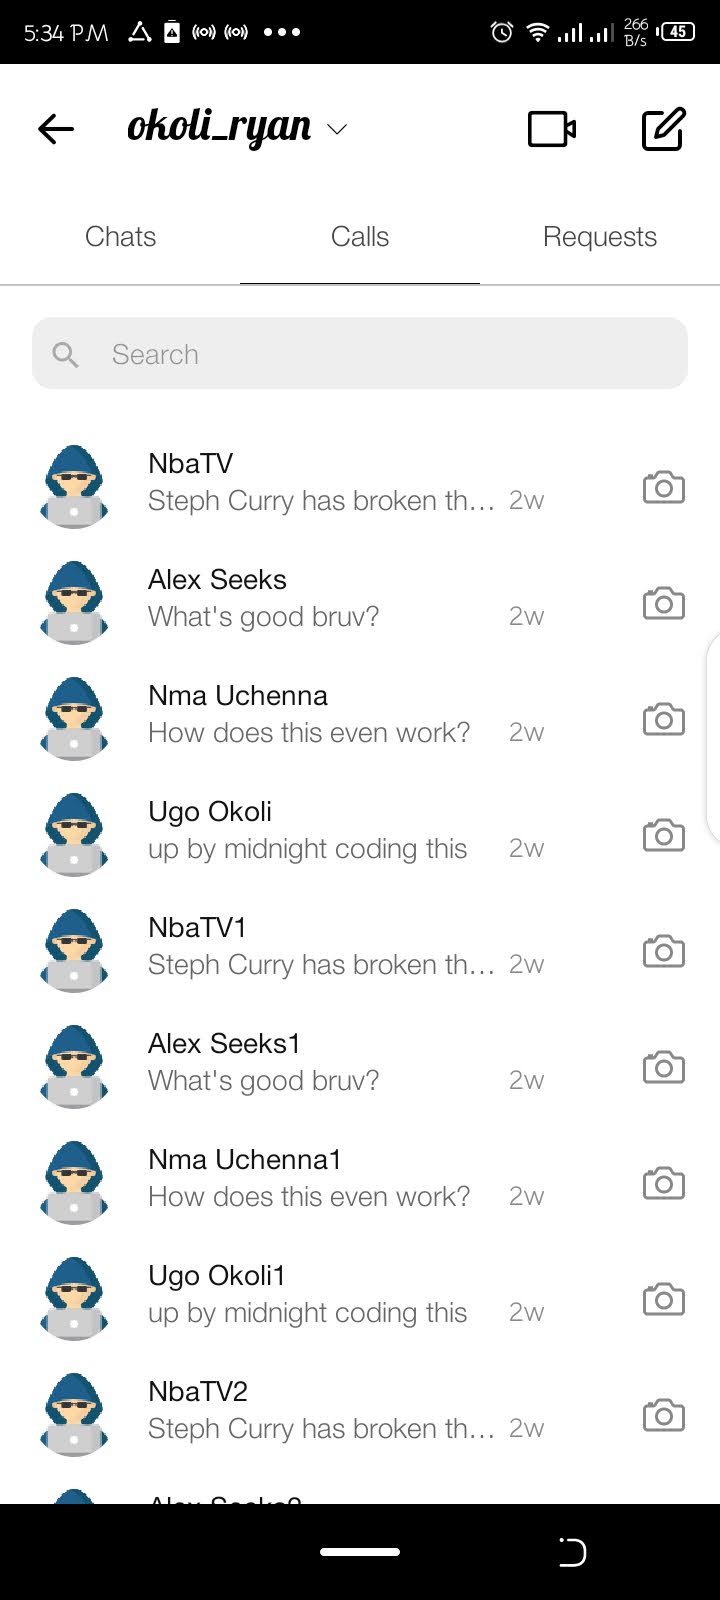 5:34 PM
266 B/s
45
okoli_ryan
Chats Calls Requests
Search
NbaTV
Steph Curry has broken th... 2w
Alex Seeks
What's good bruv? 2w
Nma Uchenna
How does this even work? 2w
Ugo Okoli
up by midnight coding this 2w
NbaTV1
Steph Curry has broken th... 2w
Alex Seeks1
What's good bruv? 2w
Nma Uchenna1
How does this even work? 2w
Ugo Okoli1
up by midnight coding this 2w
NbaTV2
Steph Curry has broken th... 2w
Alex Seeks2